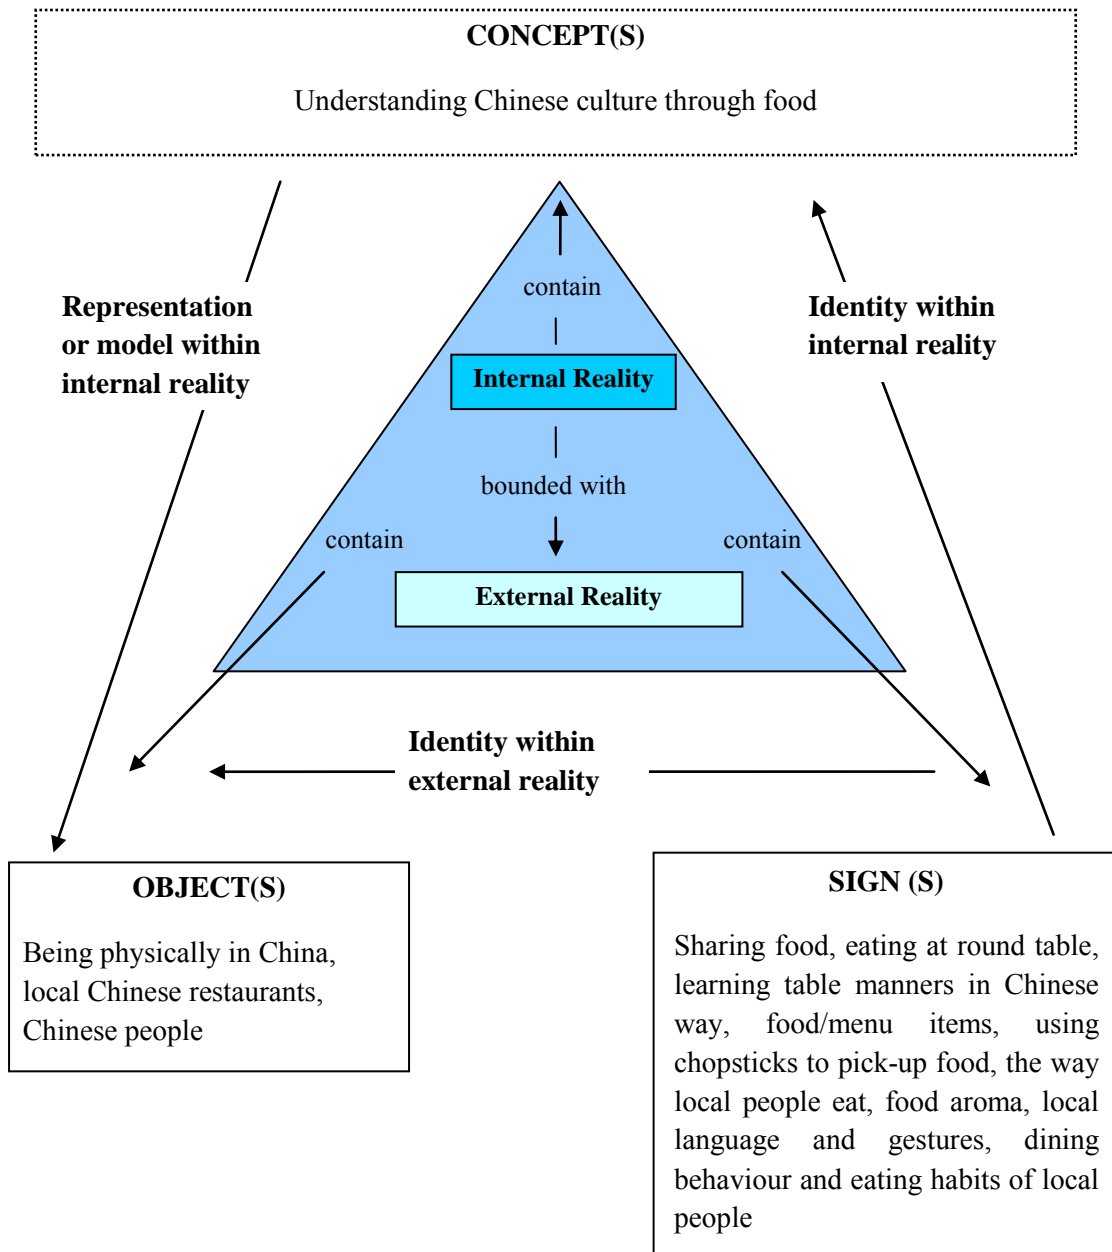 CONCEPT(S)
Understanding Chinese culture through food
contain
Representation
or model within
internal reality
Identity within
internal reality
Internal Reality
bounded with
contain
contain
External Reality
Identity within
external reality
OBJECT(S)
Being physically in China,
local Chinese restaurants,
Chinese people
SIGN (S)
Sharing food, eating at round table,
learning table manners in Chinese
way, food/menu items, using
chopsticks to pick-up food, the way
local people eat, food aroma, local
language and gestures, dining
behaviour and eating habits of local
people